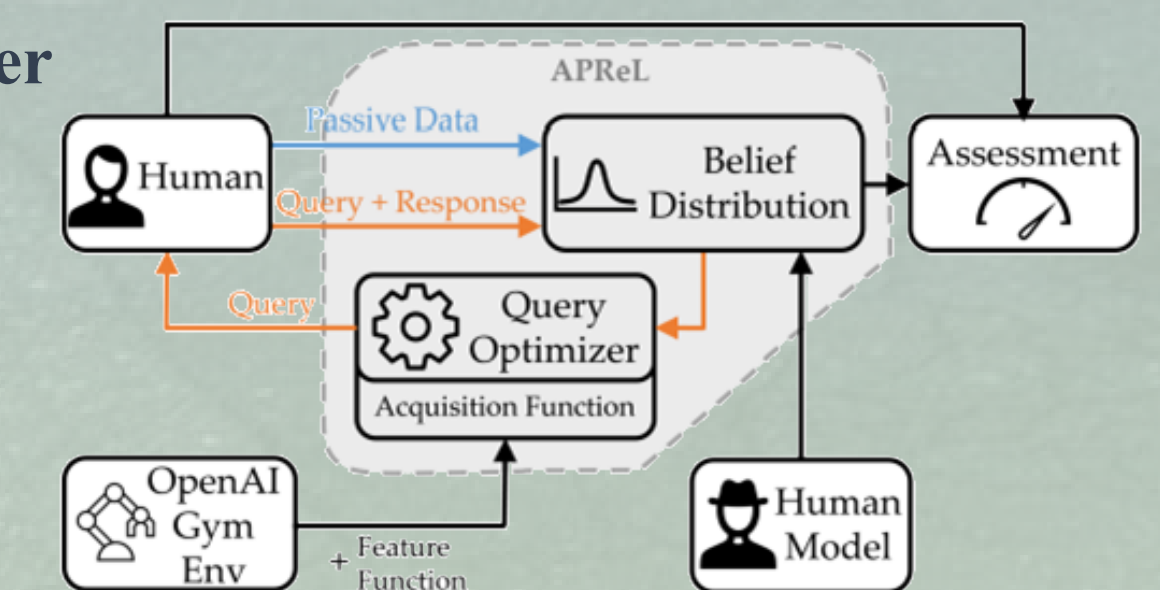 er
APReL
Passive Data
Human
Belief
Distribution
Assessment
Query + Response
Query
Query
Optimizer
Acquisition Function
OpenAI
Gym
Env
+ Feature
Function
Human
Model